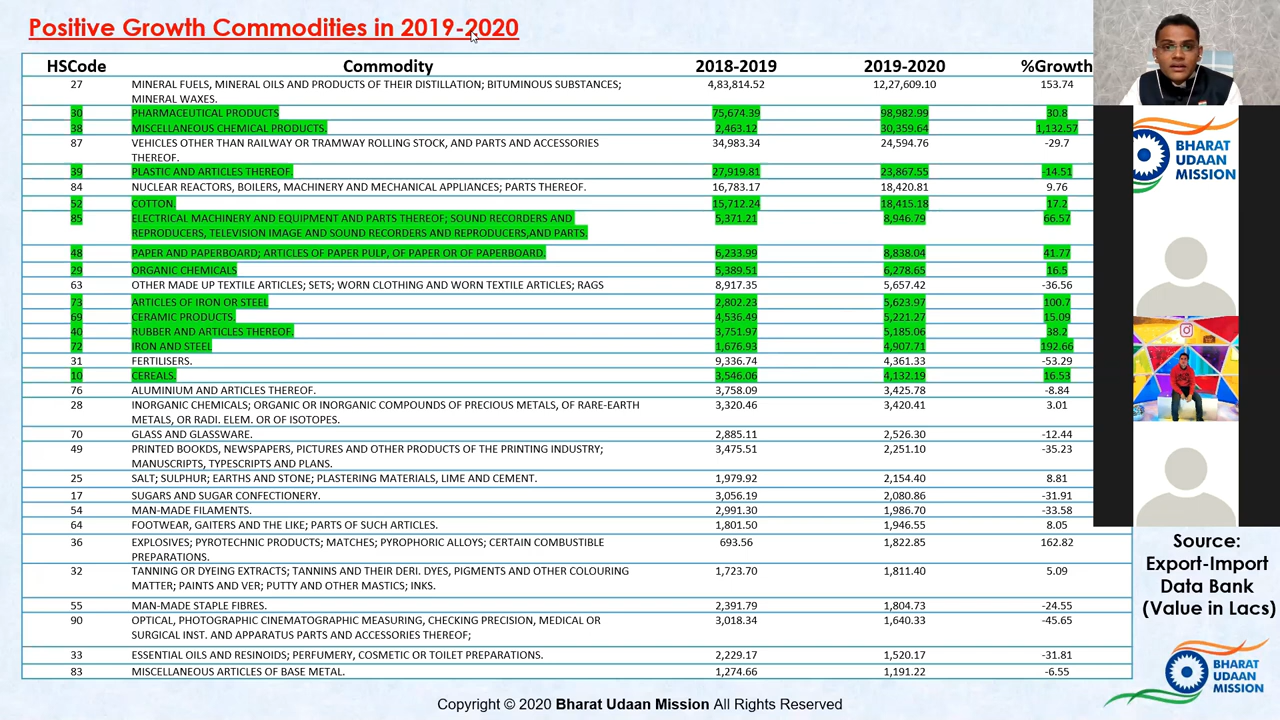 Positive Growth Commodities in 2019-2020
HSCode Commodity 2018-2019 2019-2020 %Growth
27 MINERAL FUELS, MINERAL OILS AND PRODUCTS OF THEIR DISTILLATION; BITUMINOUS SUBSTANCES; 4,83,814.52 12,27,609.10 153.74
MINERAL WAXES.
30 PHARMACEUTICAL PRODUCTS 75,674.39 98,982.99 30.8
38 MISCELLANEOUS CHEMICAL PRODUCTS. 2,463.12 30,359.64 1,132.57
87 VEHICLES OTHER THAN RAILWAY OR TRAMWAY ROLLING STOCK, AND PARTS AND ACCESSORIES 34,983.34 24,594.76 -29.7
THEREOF.
39 PLASTIC AND ARTICLES THEREOF. 27,919.81 23,867.55 -14.51
84 NUCLEAR REACTORS, BOILERS, MACHINERY AND MECHANICAL APPLIANCES; PARTS THEREOF. 16,783.17 18,420.81 9.76
52 COTTON. 15,712.24 18,415.18 17.2
85 ELECTRICAL MACHINERY AND EQUIPMENT AND PARTS THEREOF; SOUND RECORDERS AND 5,371.21 8,946.79 66.57
REPRODUCERS, TELEVISION IMAGE AND SOUND RECORDERS AND REPRODUCERS,AND PARTS.
48 PAPER AND PAPERBOARD; ARTICLES OF PAPER PULP, OF PAPER OR OF PAPERBOARD. 6,233.99 8,838.04 41.77
29 ORGANIC CHEMICALS 5,389.51 6,278.65 16.5
63 OTHER MADE UP TEXTILE ARTICLES; SETS; WORN CLOTHING AND WORN TEXTILE ARTICLES; RAGS 8,917.35 5,657.42 -36.56
73 ARTICLES OF IRON OR STEEL 2,802.23 5,623.97 100.7
69 CERAMIC PRODUCTS. 4,536.49 5,221.27 15.09
40 RUBBER AND ARTICLES THEREOF. 3,751.97 5,185.06 38.2
72 IRON AND STEEL 1,676.93 4,907.71 192.66
31 FERTILISERS. 9,336.74 4,361.33 -53.29
10 CEREALS. 3,546.06 4,132.19 16.53
76 ALUMINIUM AND ARTICLES THEREOF. 3,758.09 3,425.78 -8.84
28 INORGANIC CHEMICALS; ORGANIC OR INORGANIC COMPOUNDS OF PRECIOUS METALS, OF RARE-EARTH 3,320.46 3,420.41 3.01
METALS, OR RADI. ELEM. OR OF ISOTOPES.
70 GLASS AND GLASSWARE. 2,885.11 2,526.30 -12.44
49 PRINTED BOOKDS, NEWSPAPERS, PICTURES AND OTHER PRODUCTS OF THE PRINTING INDUSTRY; 3,475.51 2,251.10 -35.23
MANUSCRIPTS, TYPESCRIPTS AND PLANS.
25 SALT; SULPHUR; EARTHS AND STONE; PLASTERING MATERIALS, LIME AND CEMENT. 1,979.92 2,154.40 8.81
17 SUGARS AND SUGAR CONFECTIONERY. 3,056.19 2,080.86 -31.91
54 MAN-MADE FILAMENTS. 2,991.30 1,986.70 -33.58
64 FOOTWEAR, GAITERS AND THE LIKE; PARTS OF SUCH ARTICLES. 1,801.50 1,946.55 8.05
36 EXPLOSIVES; PYROTECHNIC PRODUCTS; MATCHES; PYROPHORIC ALLOYS; CERTAIN COMBUSTIBLE 693.56 1,822.85 162.82
PREPARATIONS.
32 TANNING OR DYEING EXTRACTS; TANNINS AND THEIR DERI. DYES, PIGMENTS AND OTHER COLOURING 1,723.70 1,811.40 5.09
MATTER; PAINTS AND VER; PUTTY AND OTHER MASTICS; INKS.
55 MAN-MADE STAPLE FIBRES. 2,391.79 1,804.73 -24.55
90 OPTICAL, PHOTOGRAPHIC CINEMATOGRAPHIC MEASURING, CHECKING PRECISION, MEDICAL OR 3,018.34 1,640.33 -45.65
SURGICAL INST. AND APPARATUS PARTS AND ACCESSORIES THEREOF;
33 ESSENTIAL OILS AND RESINOIDS; PERFUMERY, COSMETIC OR TOILET PREPARATIONS. 2,229.17 1,520.17 -31.81
83 MISCELLANEOUS ARTICLES OF BASE METAL. 1,274.66 1,191.22 -6.55
BHARAT
UDAAN
MISSION
Source:
Export-Import
Data Bank
(Value in Lacs)
BHARAT
UDAAN
MISSION
Copyright © 2020 Bharat Udaan Mission All Rights Reserved